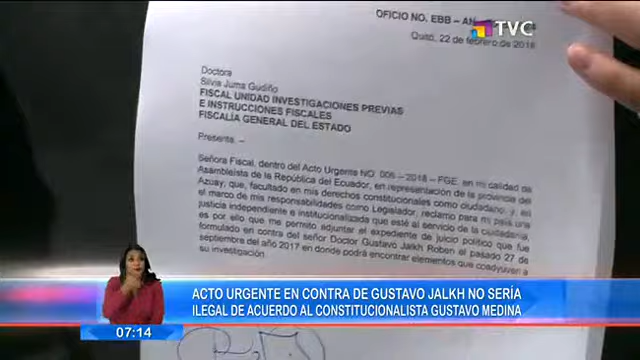 OFICIO NO. EBB – AN
TVC
Quito, 22 de febrero de 2018
Doctora
Silvia Juma Gudiño
FISCAL UNIDAD INVESTIGACIONES PREVIAS
E INSTRUCCIONES FISCALES
FISCALÍA GENERAL DEL ESTADO
Presente. –
Señora Fiscal, dentro del Acto Urgente NO. 006 – 2018 – FGE, en mi calidad de
Asambleísta de la República del Ecuador, en representación de la provincia del
Azuay, que, facultado en mis derechos constitucionales como ciudadano y, en
el marco de mis responsabilidades como Legislador, reclamo para mi país una
justicia independiente e institucionalizada que esté al servicio de la ciudadanía,
es por ello que me permito adjuntar el expediente de juicio político que fue
formulado en contra del señor Doctor Gustavo Jalkh Roben el pasado 27 de
septiembre del año 2017 en donde podrá encontrar elementos que coadyuven a
su investigación.
ACTO URGENTE EN CONTRA DE GUSTAVO JALKH NO SERÍA
ILEGAL DE ACUERDO AL CONSTITUCIONALISTA GUSTAVO MEDINA
07:14